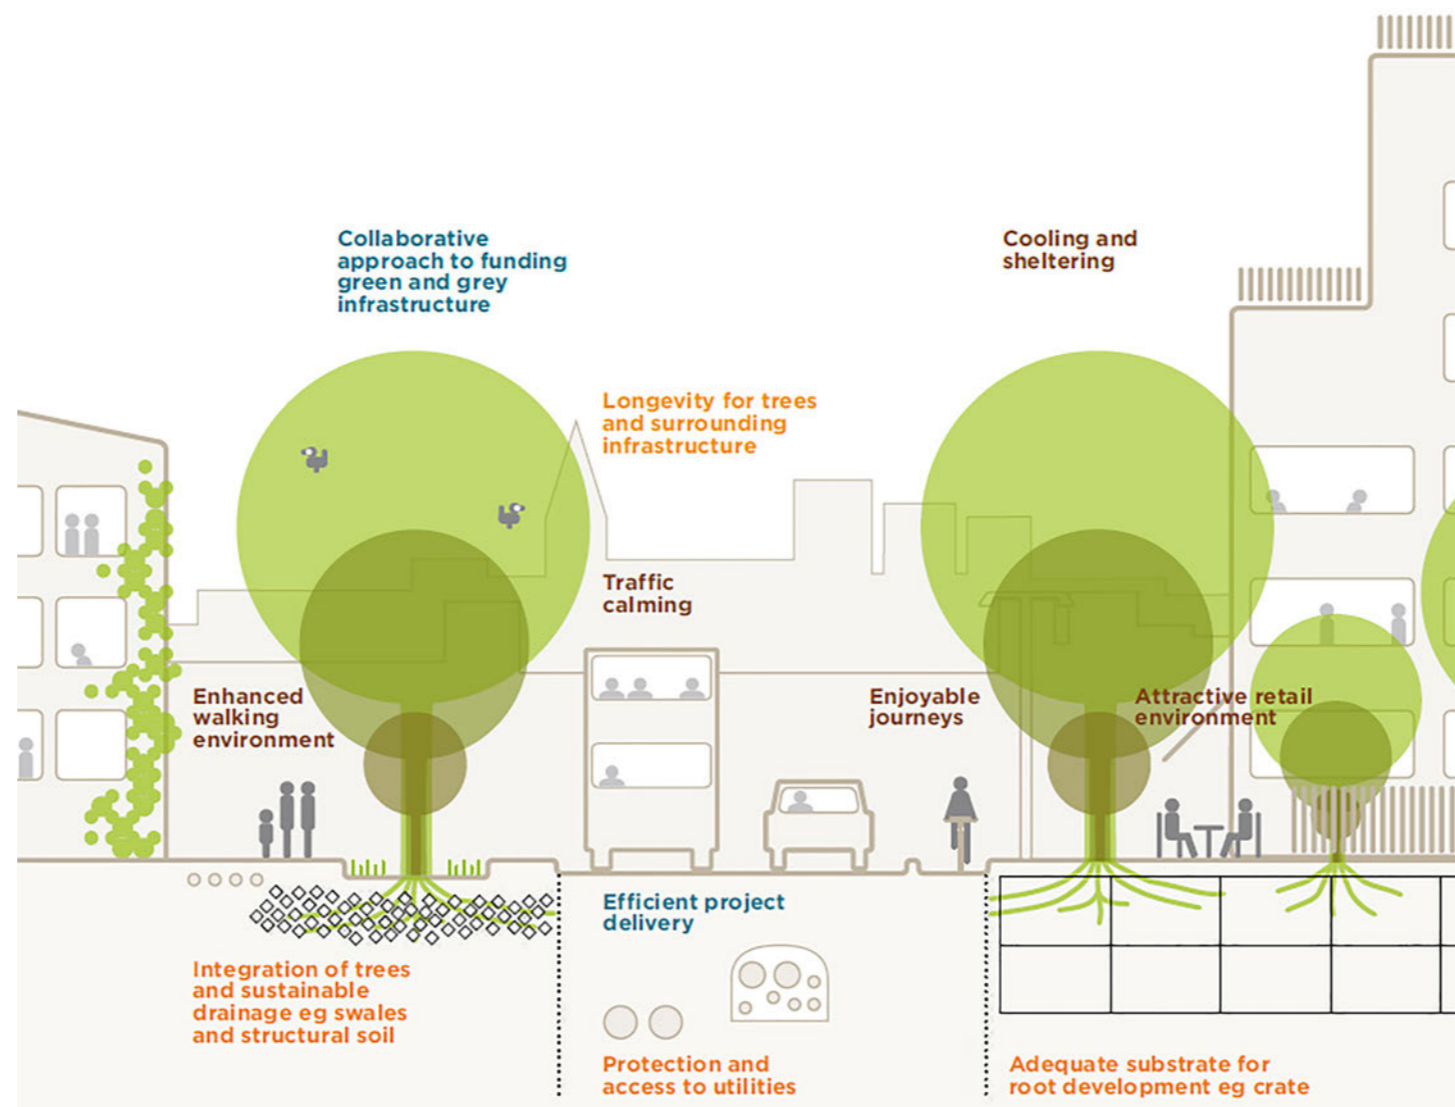 Collaborative
approach to funding
green and grey
infrastructure
Cooling and
sheltering
Longevity for trees
and surrounding
infrastructure
Traffic
calming
Enhanced
walking
environment
Enjoyable
journeys
Attractive retail
environment
Efficient project
delivery
Integration of trees
and sustainable
drainage eg swales
and structural soil
Protection and
access to utilities
Adequate substrate for
root development eg crate